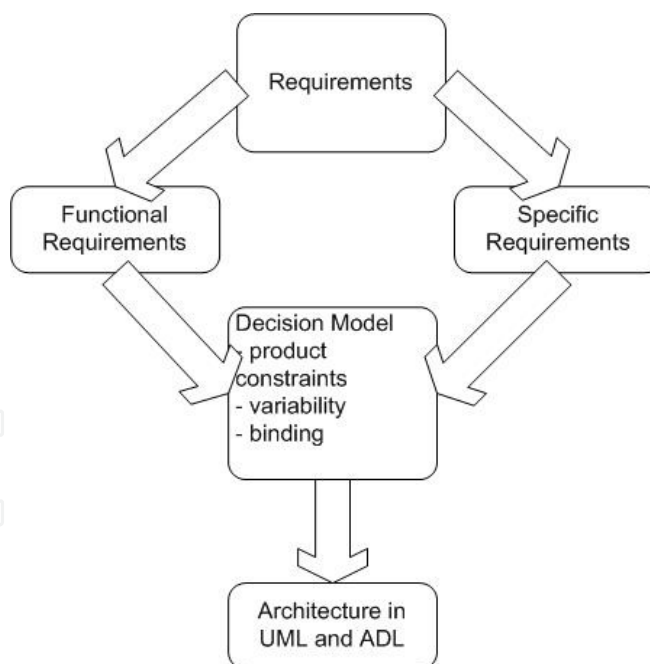 Requirements
Functional
Requirements
Specific
Requirements
Decision Model
- product
constraints
- variability
- binding
Architecture in
UML and ADL